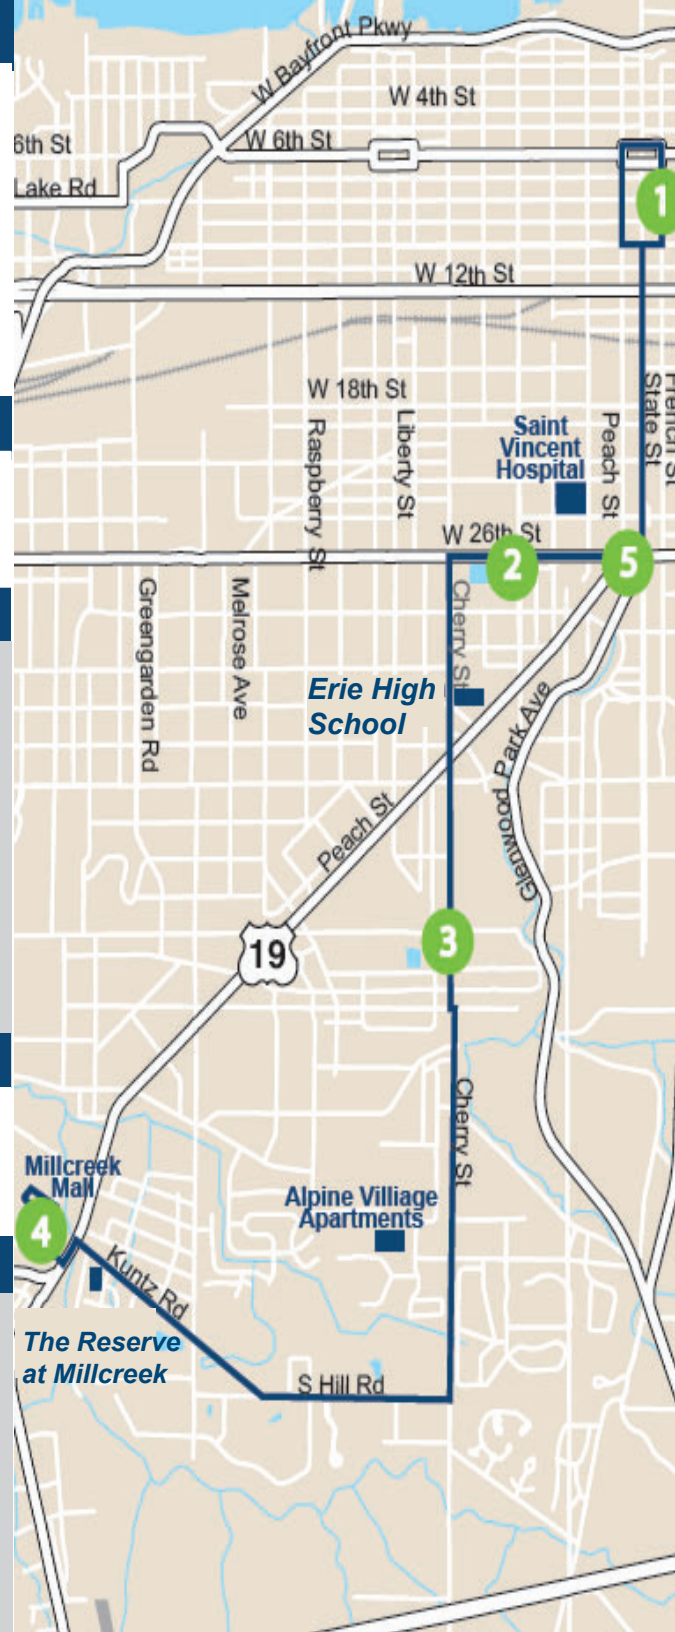 W Bayfront Pkwy
W 4th St
6th St
W 6th St
Lake Rd
1
W 12th St
W 18th St
Raspberry St
Liberty St
Saint
Vincent
Hospital
Peach St
State St
French St
W 26th St
2
5
Greengarden Rd
Melrose Ave
Cherry St
Erie High
School
Park Ave
Glenwood
Peach St
19
3
Cherry St
Millcreek
Mall
4
Alpine Villiage
Apartments
Kuntz Rd
The Reserve
at Millcreek
S Hill Rd